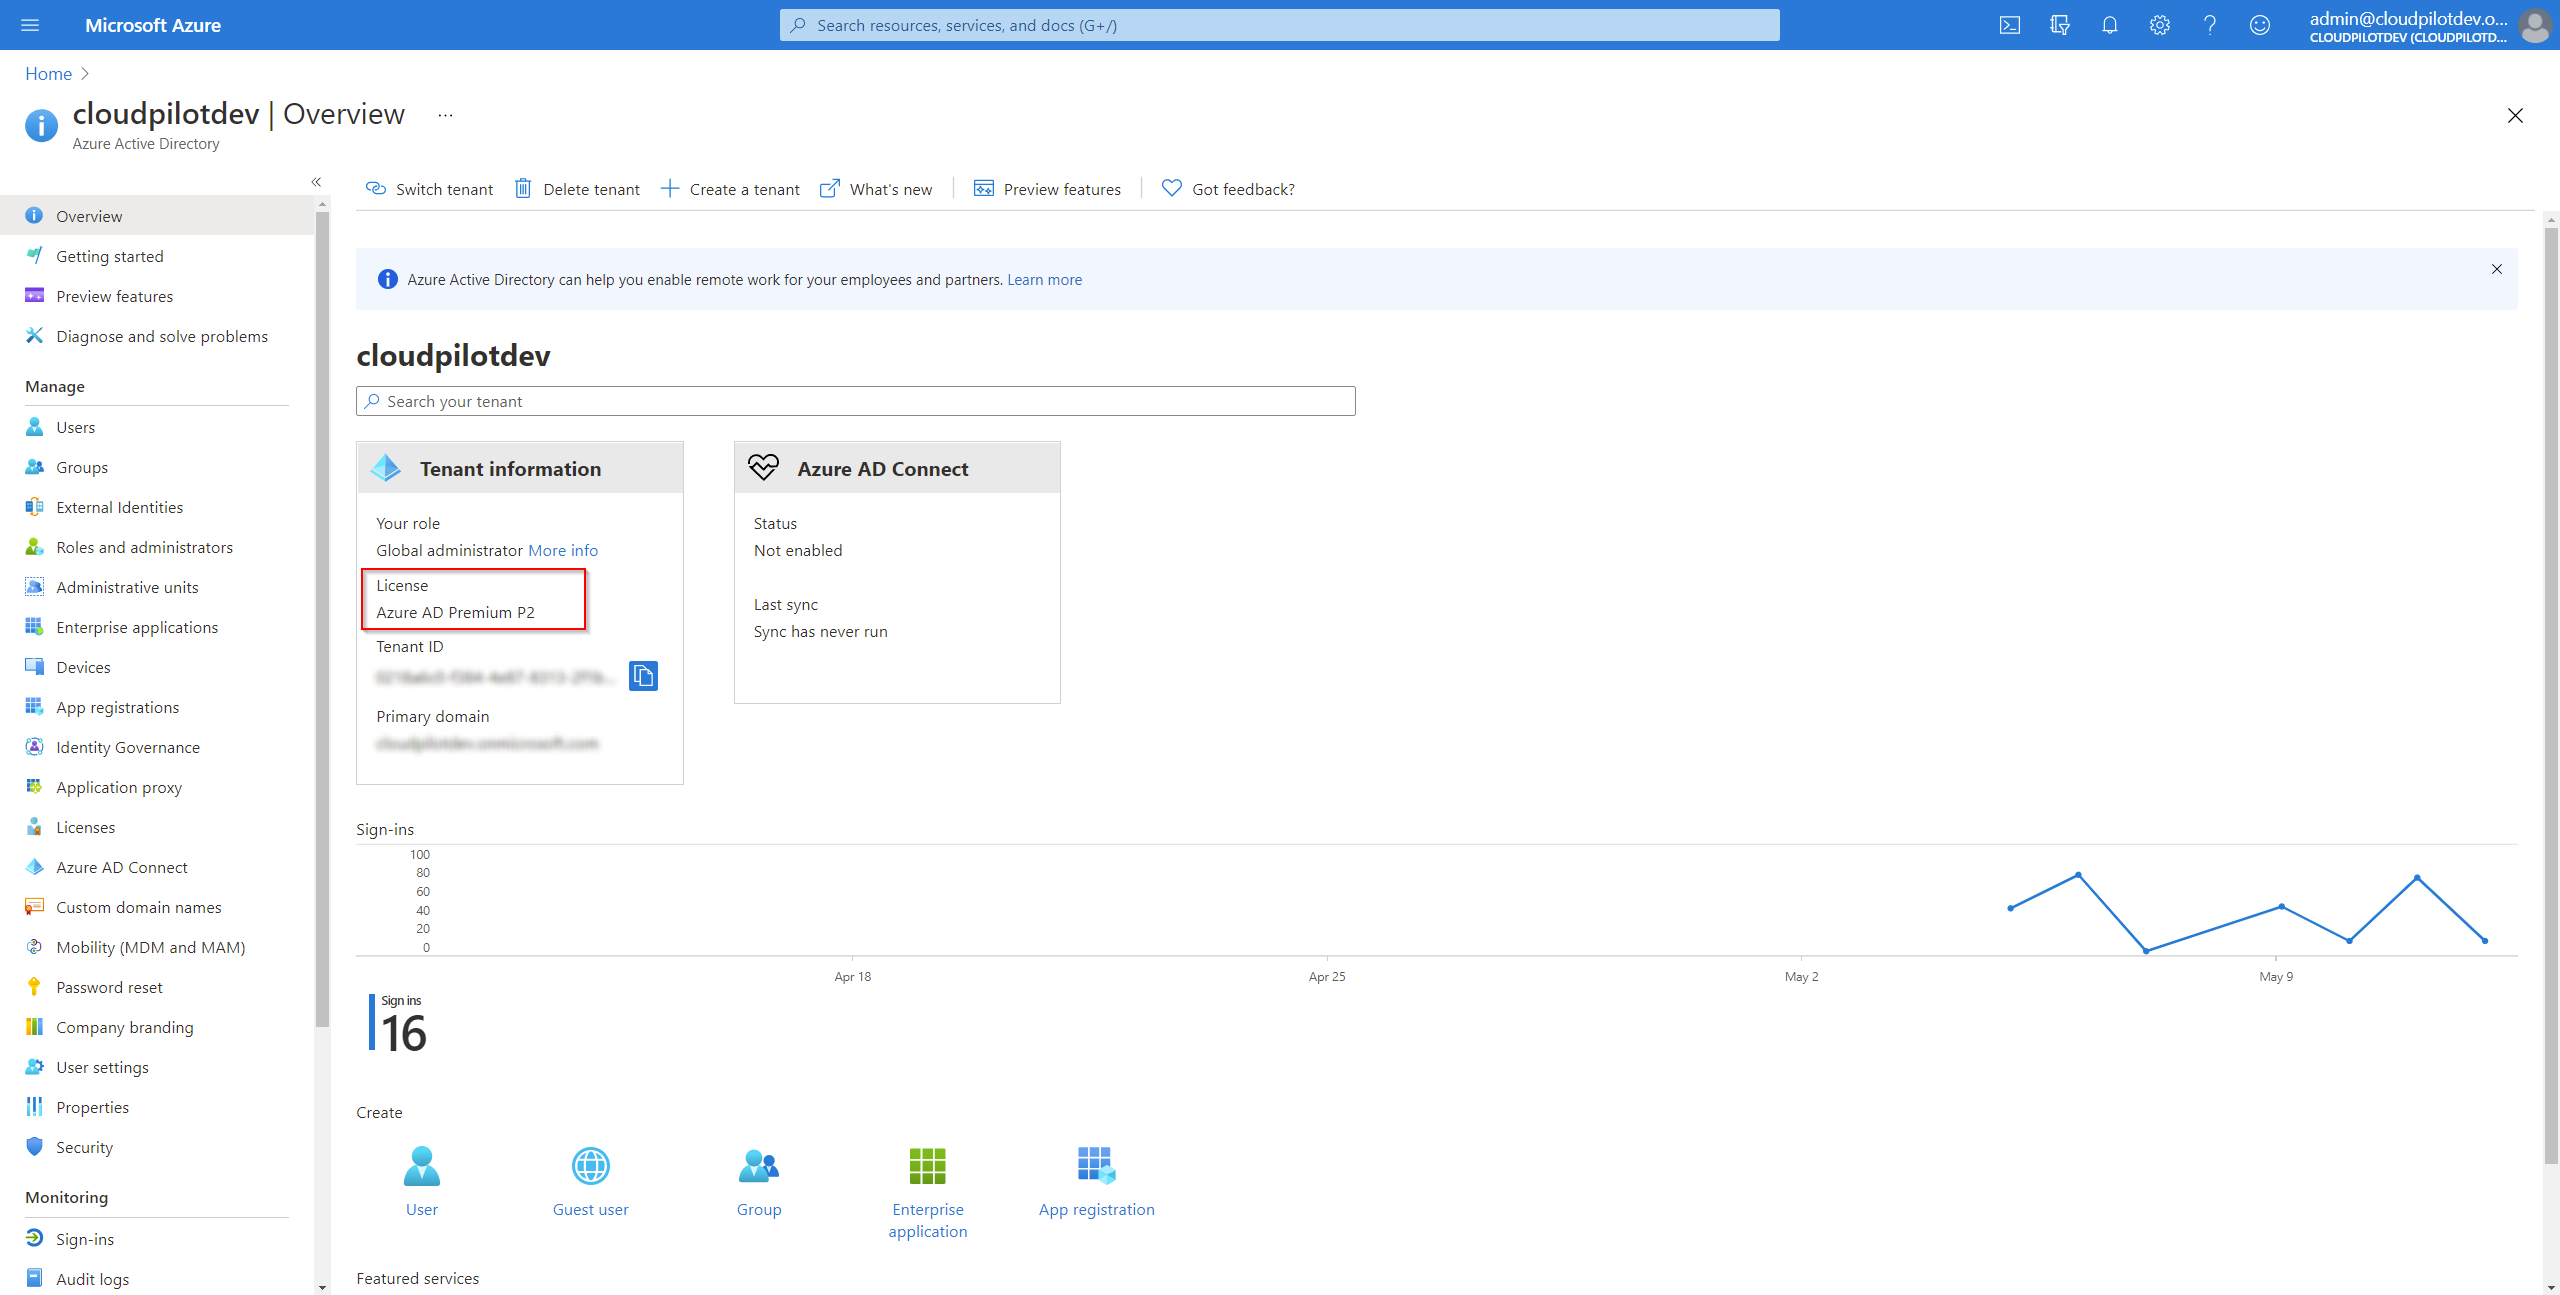 Microsoft Azure
Search resources, services, and docs (G+/)
admin@cloudpilotdev.o...
CLOUDPILOTDEV (CLOUDPILOTD...
Home
cloudpilotdev | Overview ...
Azure Active Directory
Switch tenant
Delete tenant
Create a tenant
What's new
Preview features
Got feedback?
Overview
Getting started
Preview features
Diagnose and solve problems
Manage
Users
Groups
External Identities
Roles and administrators
Administrative units
Enterprise applications
Devices
App registrations
Identity Governance
Application proxy
Licenses
Azure AD Connect
Custom domain names
Mobility (MDM and MAM)
Password reset
Company branding
User settings
Properties
Security
Monitoring
Sign-ins
Audit logs
Azure Active Directory can help you enable remote work for your employees and partners. Learn more
cloudpilotdev
Search your tenant
Tenant information
Your role
Global administrator More info
License
Azure AD Premium P2
Tenant ID
Primary domain
Azure AD Connect
Status
Not enabled
Last sync
Sync has never run
Sign-ins
100
80
60
40
20
0
Apr 18
Apr 25
May 2
May 9
Sign ins
16
Create
User
Guest user
Group
Enterprise
application
App registration
Featured services